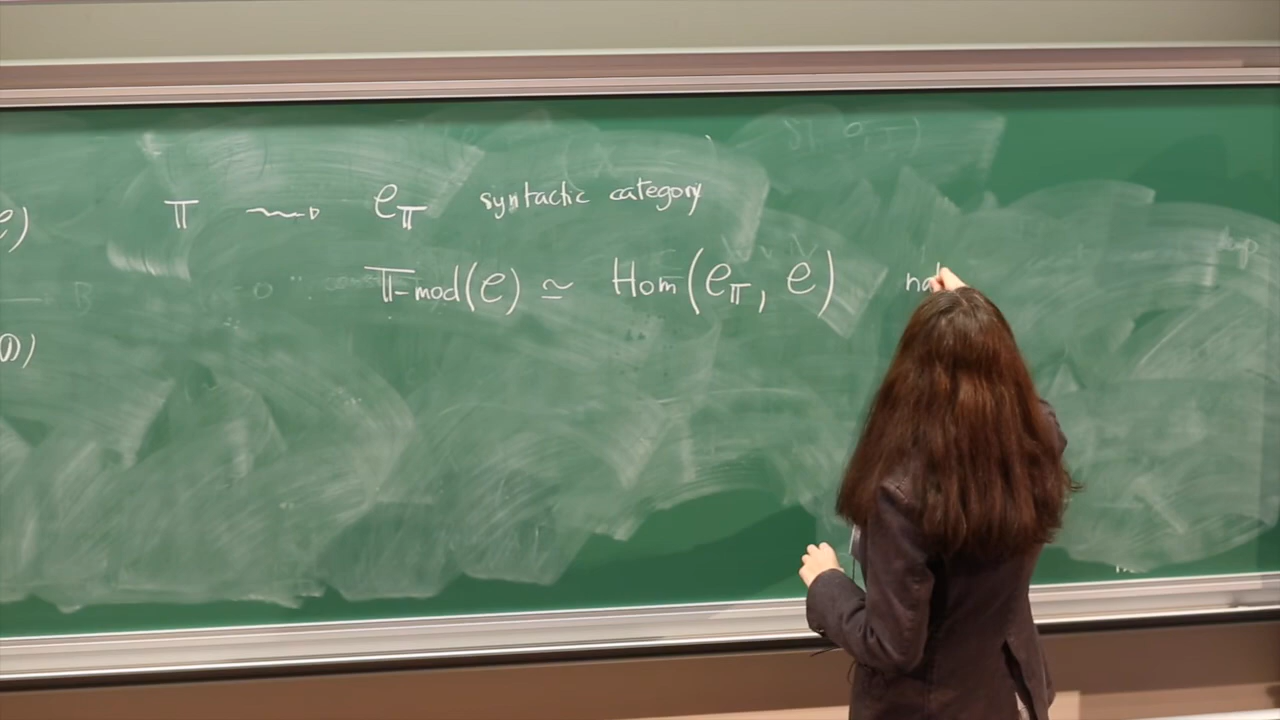 𝕋 ⇝ 𝒞_𝕋 syntactic category
𝕋-mod(𝒞) ≃ Hom(𝒞_𝕋, 𝒞)